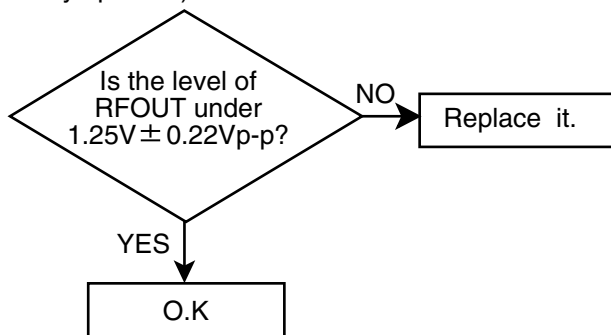 Is the level of
RFOUT under
1.25V ± 0.22Vp-p?
NO
Replace it.
YES
O.K